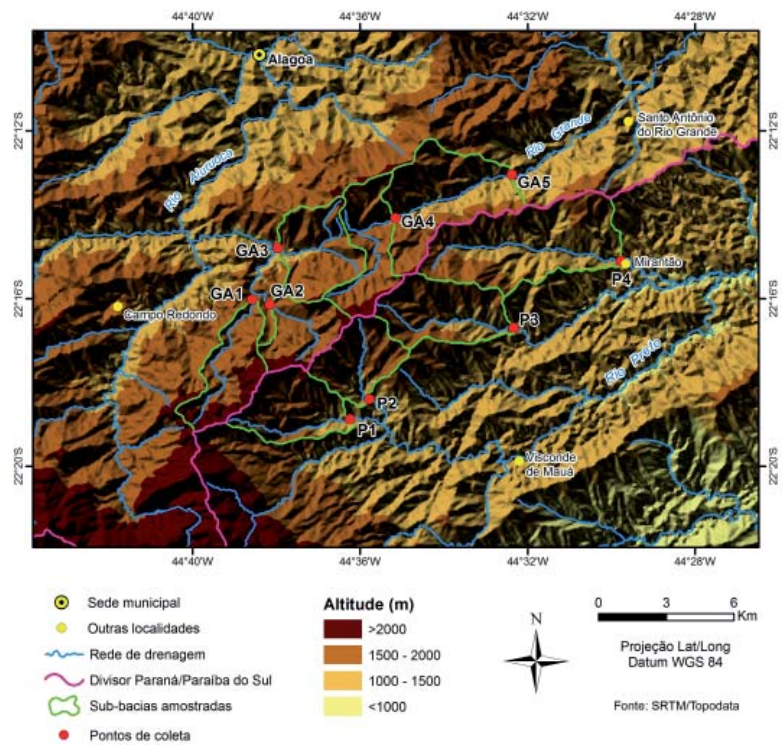 44°40'W
44°36'W
44°32'W
44°28'W
22°12'S
22°16'S
22°20'S
22°12'S
22°16'S
22°20'S
Alagoa
Santo Antônio
do Rio Grande
Rio Grande
Rio Aiuruoca
GA5
GA4
GA3
Mirantão
P4
GA1
GA2
Campo Redondo
P3
Rio Preto
P2
P1
Visconde
de Mauá
44°40'W
44°36'W
44°32'W
44°28'W
Sede municipal
Outras localidades
Rede de drenagem
Divisor Paraná/Paraíba do Sul
Sub-bacias amostradas
Pontos de coleta
Altitude (m)
>2000
1500 - 2000
1000 - 1500
<1000
N
0 3 6
Km
Projeção Lat/Long
Datum WGS 84
Fonte: SRTM/Topodata